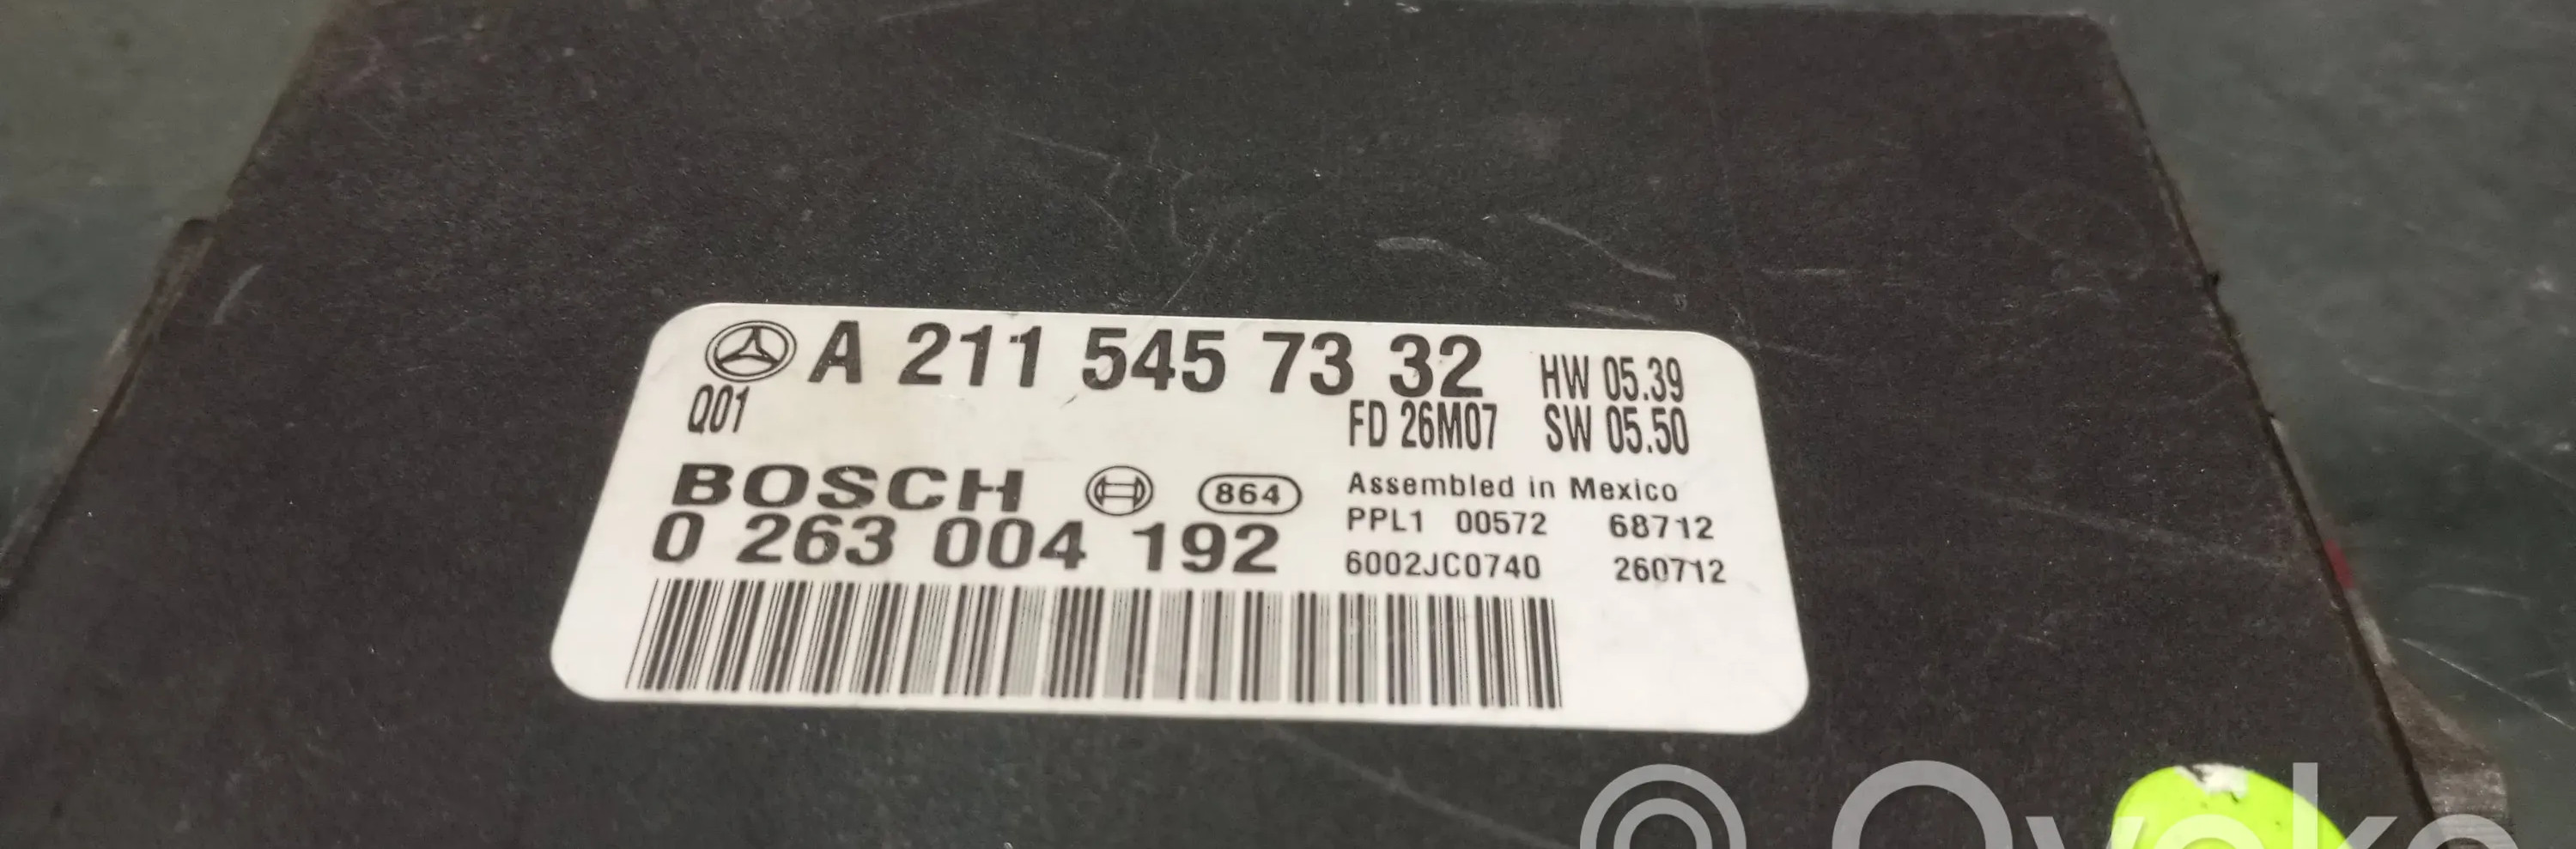 A 211 545 73 32
HW 05.39
Q01
FD 26M07
SW 05.50
BOSCH
864
Assembled in Mexico
0 263 004 192
PPL1 00572 68712
6002JC0740 260712
Ovoko